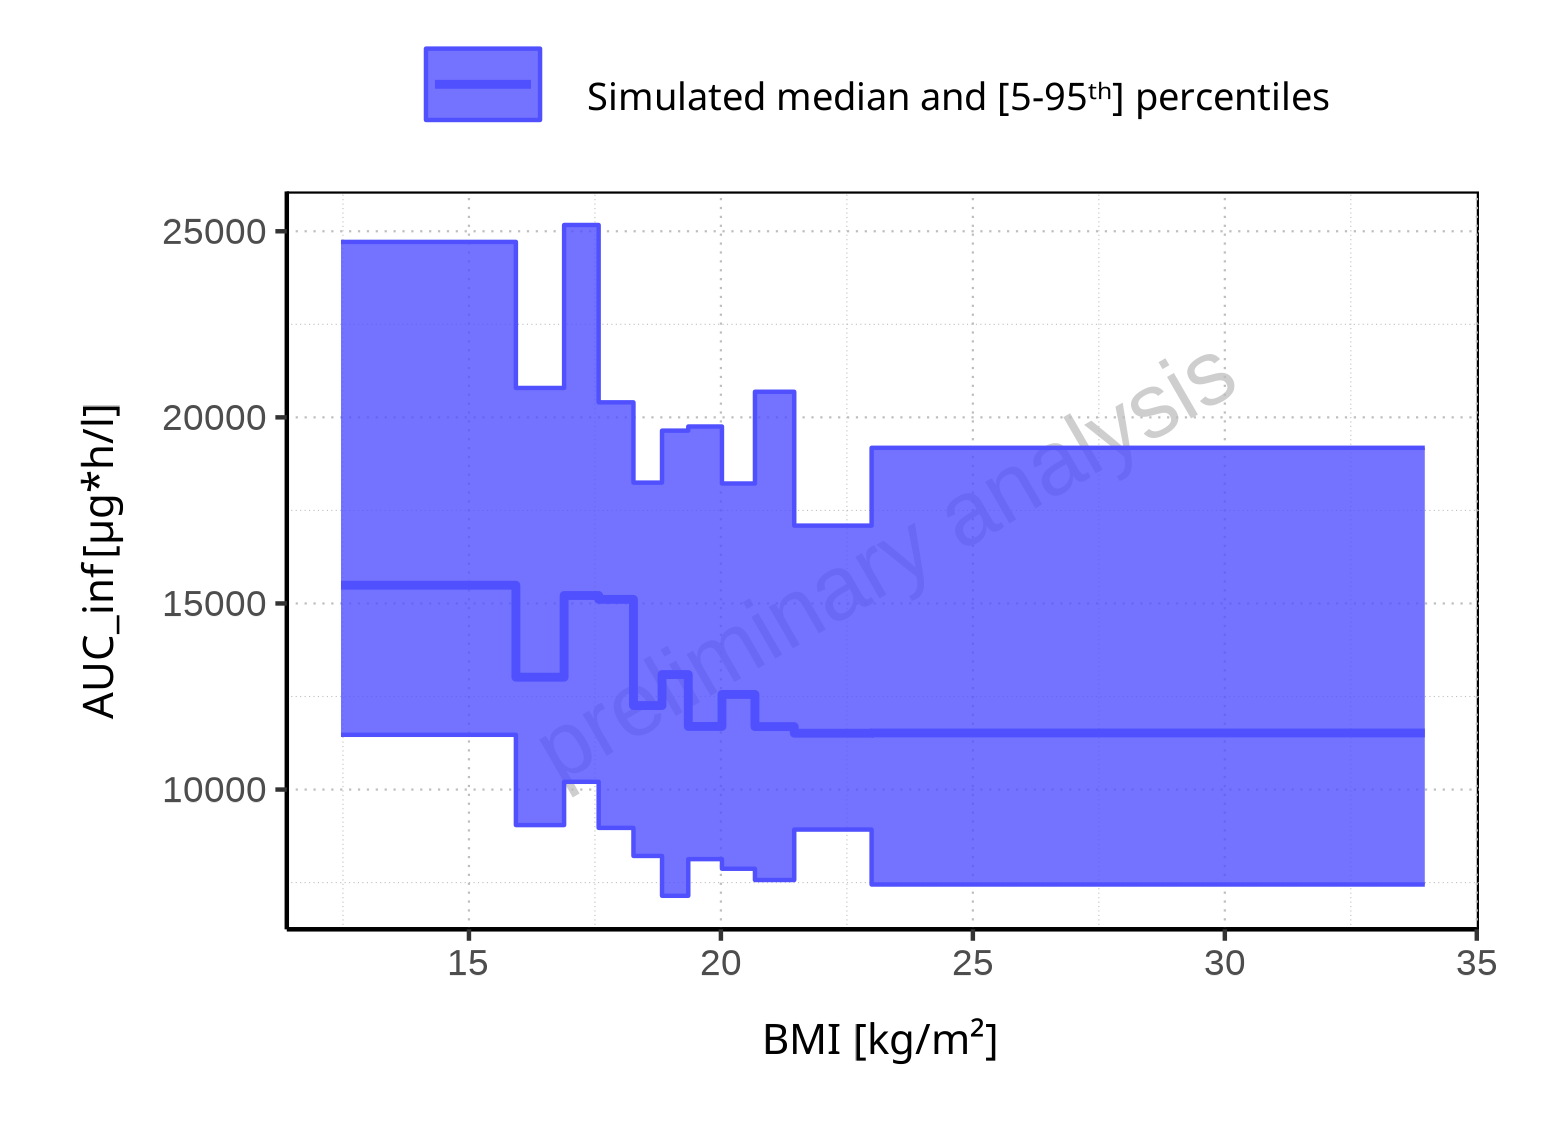 Simulated median and [5-95ᵗʰ] percentiles
AUC_inf[µg*h/l]
25000
20000
15000
10000
preliminary analysis
15 20 25 30 35
BMI [kg/m²]